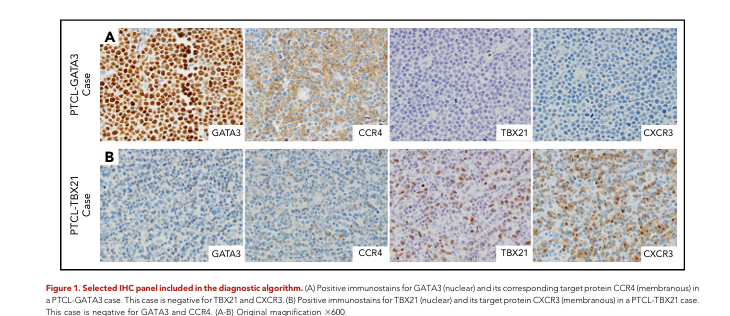 A
PTCL-GATA3
Case
GATA3
CCR4
TBX21
CXCR3
B
PTCL-TBX21
Case
GATA3
CCR4
TBX21
CXCR3
Figure 1. Selected IHC panel included in the diagnostic algorithm. (A) Positive immunostains for GATA3 (nuclear) and its corresponding target protein CCR4 (membranous) in
a PTCL-GATA3 case. This case is negative for TBX21 and CXCR3. (B) Positive immunostains for TBX21 (nuclear) and its target protein CXCR3 (membranous) in a PTCL-TBX21 case.
This case is negative for GATA3 and CCR4. (A-B) Original magnification ×600.